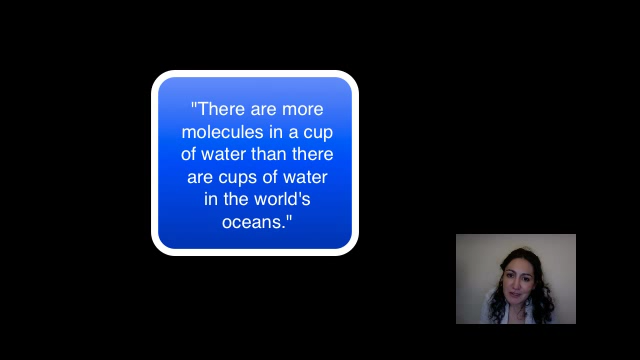 "There are more
molecules in a cup
of water than there
are cups of water
in the world's
oceans."